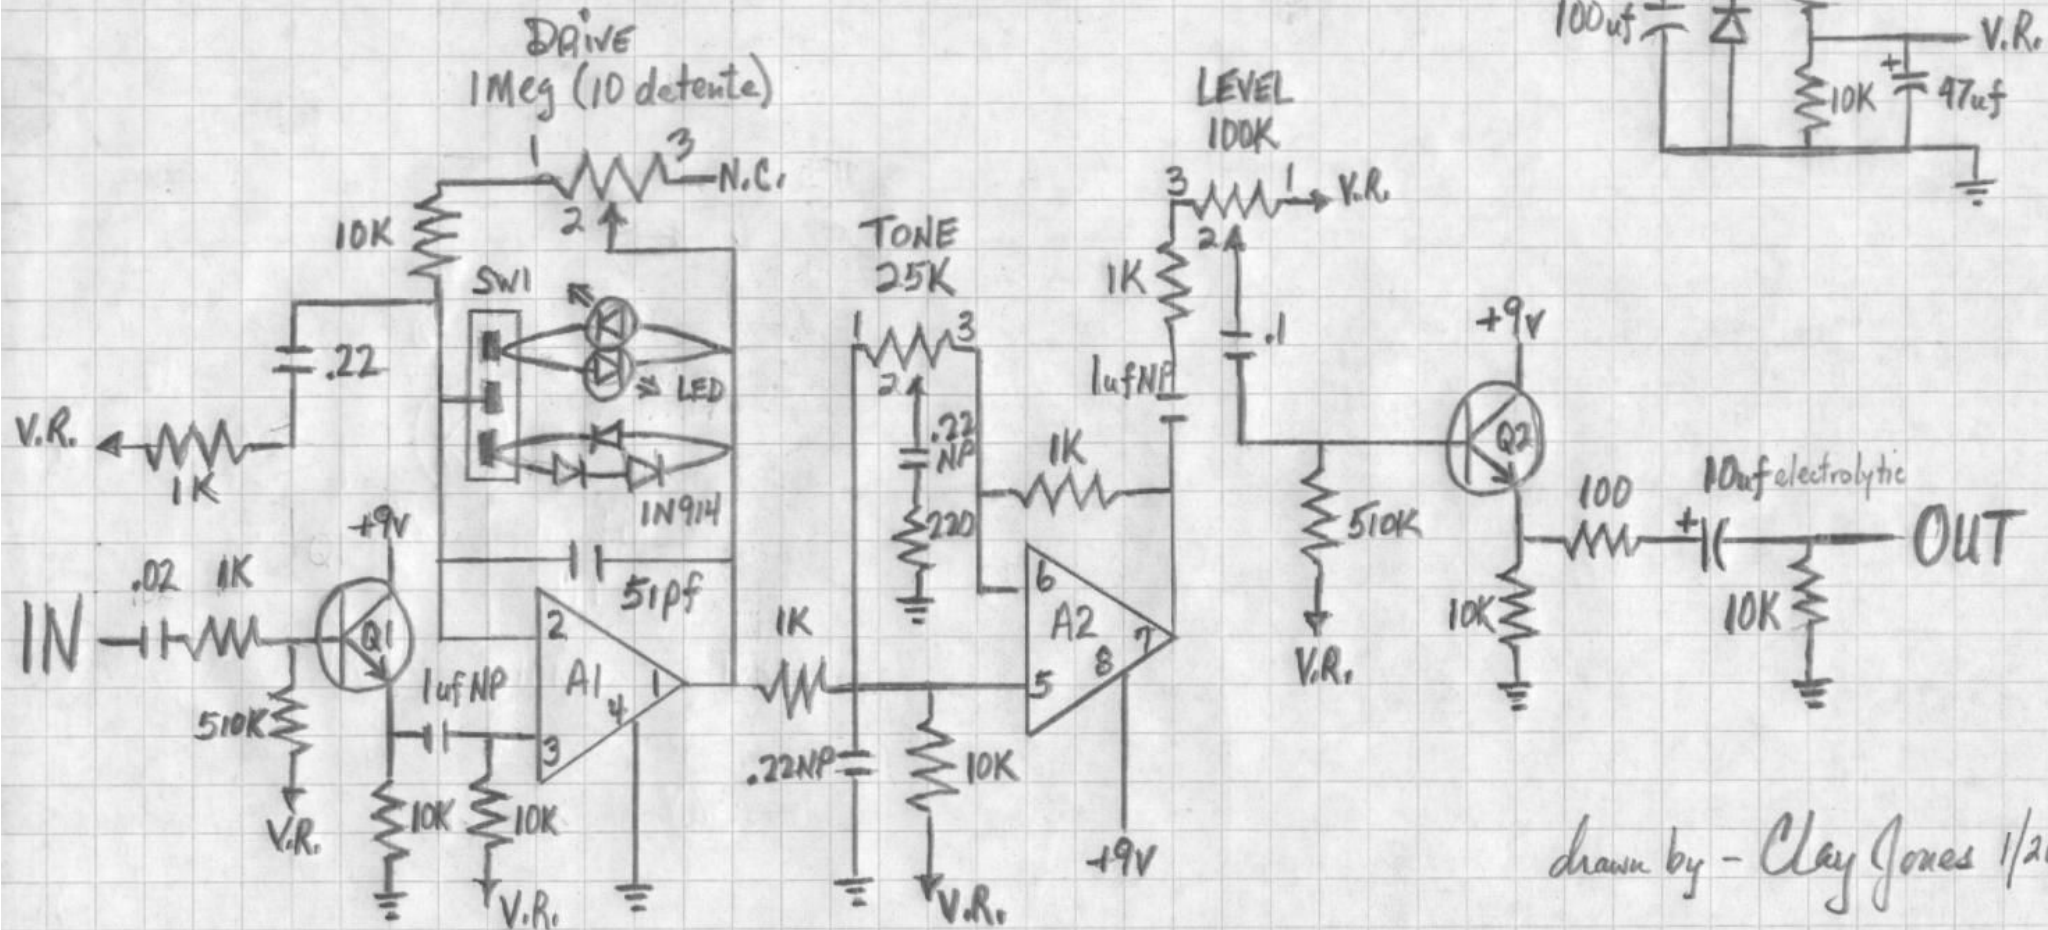 DRIVE
1Meg (10 detente)
1
3
N.C.
2
10K
SW1
LED
1N914
.22
V.R.
1K
51pf
IN
.02
1K
+9v
Q1
510K
V.R.
1ufNP
10K
10K
V.R.
2
A1
1
4
3
1K
.22NP
TONE
25K
1
3
2
.22
NP
220
1K
6
A2
7
8
5
10K
V.R.
+9v
LEVEL
100K
3
1
V.R.
2
1K
1ufNP
.1
510K
V.R.
+9v
Q2
10K
100
10uf electrolytic
+
OUT
10K
100uf
V.R.
10K
+
47uf
drawn by - Clay Jones